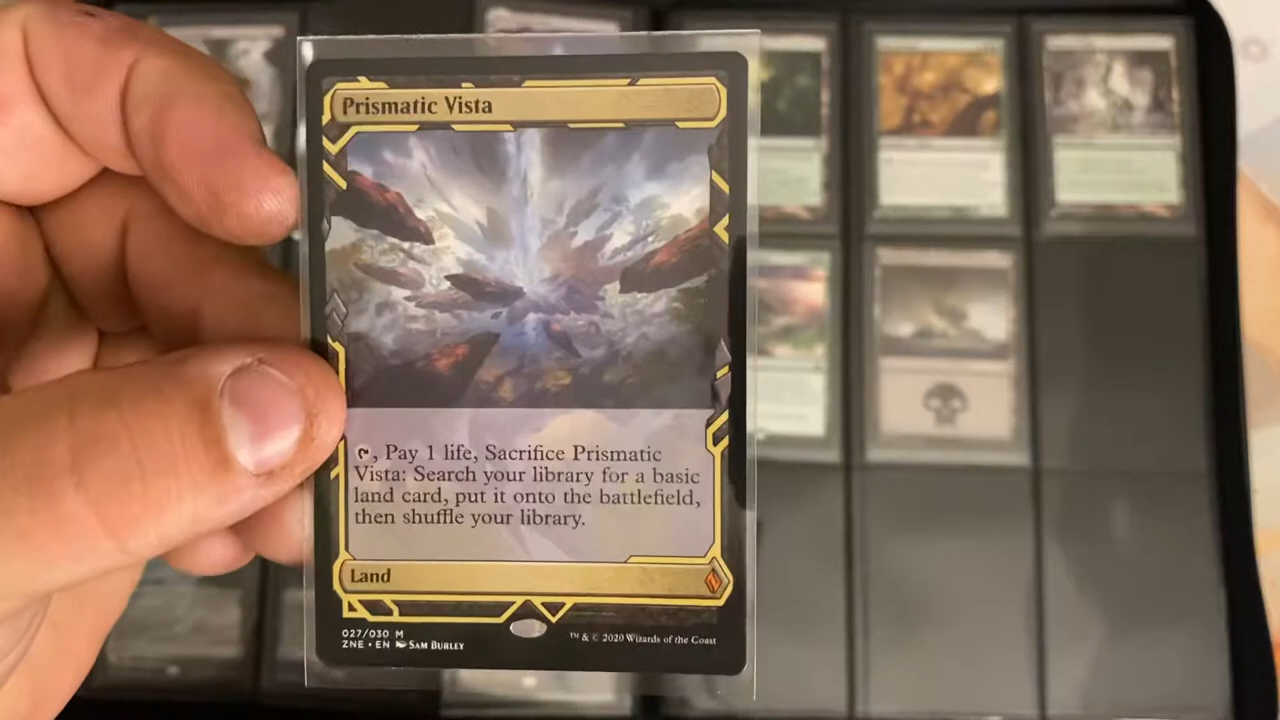 Prismatic Vista
, Pay 1 life, Sacrifice Prismatic
Vista: Search your library for a basic
land card, put it onto the battlefield,
then shuffle your library.
Land
027/030 M
ZNE • EN SAM BURLEY
™ & © 2020 Wizards of the Coast